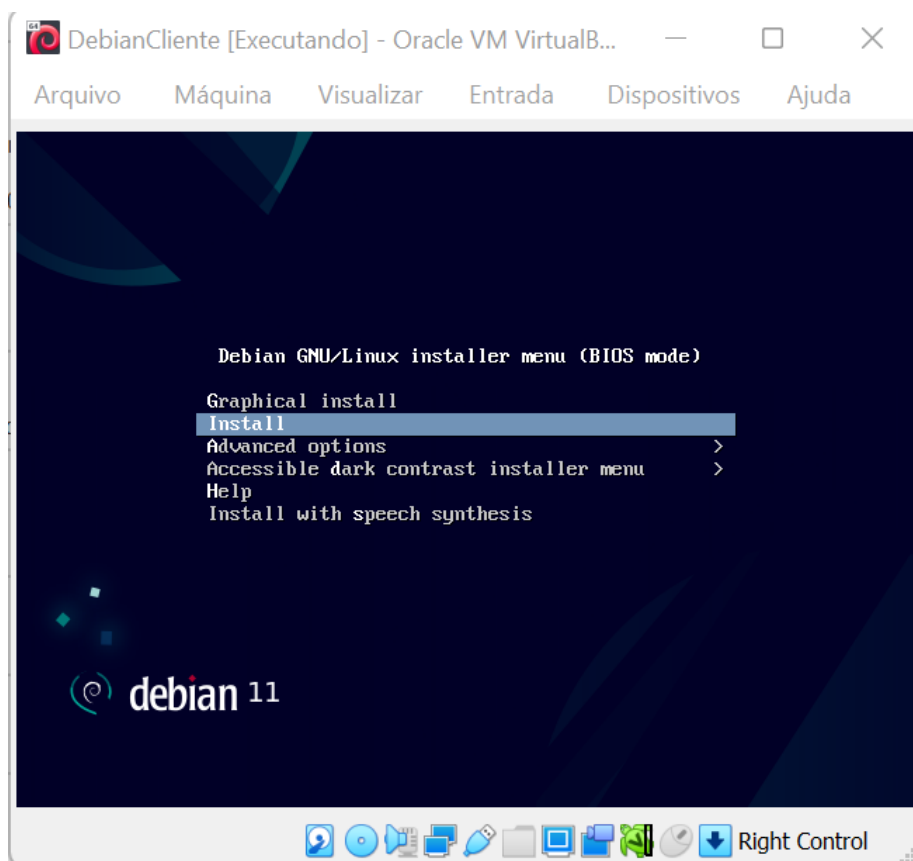 64
DebianCliente [Executando] - Oracle VM VirtualB...
Arquivo Máquina Visualizar Entrada Dispositivos Ajuda
Debian GNU/Linux installer menu (BIOS mode)
Graphical install
Install
Advanced options >
Accessible dark contrast installer menu >
Help
Install with speech synthesis
debian 11
Right Control